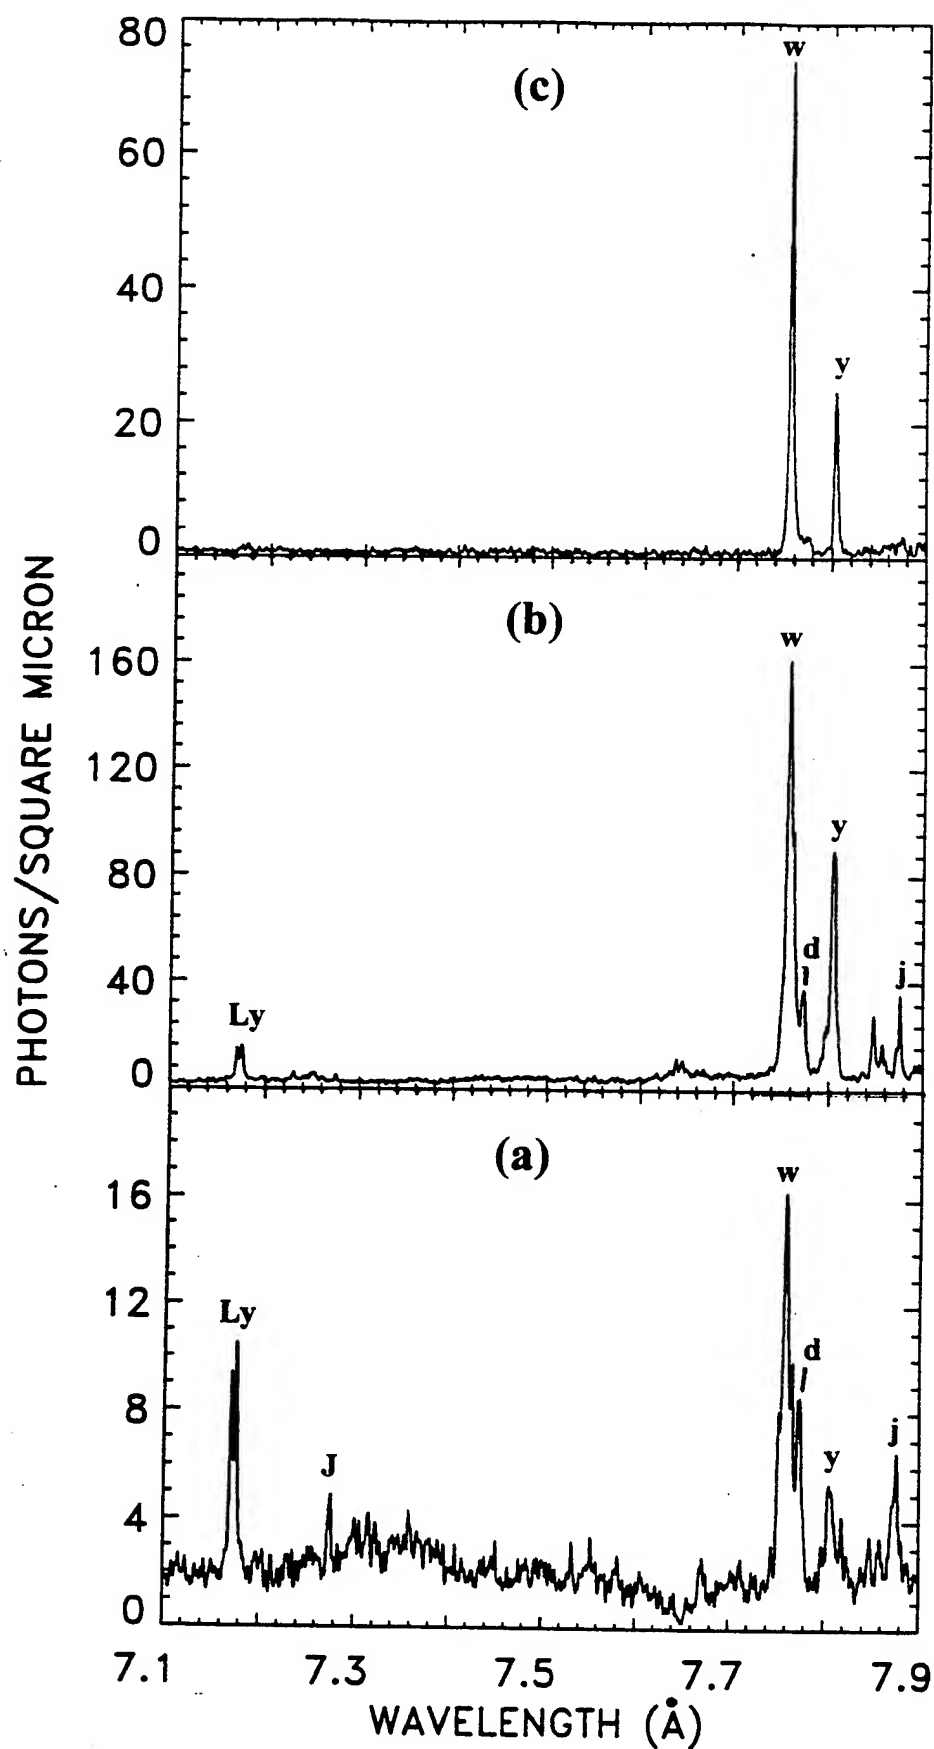 80
(c)
w
60
40
y
20
0
(b)
w
160
120
y
80
d
40
j
Ly
0
PHOTONS/SQUARE MICRON
(a)
w
16
12
Ly
d
8
j
J
y
4
0
7.1 7.3 7.5 7.7 7.9
WAVELENGTH (Å)